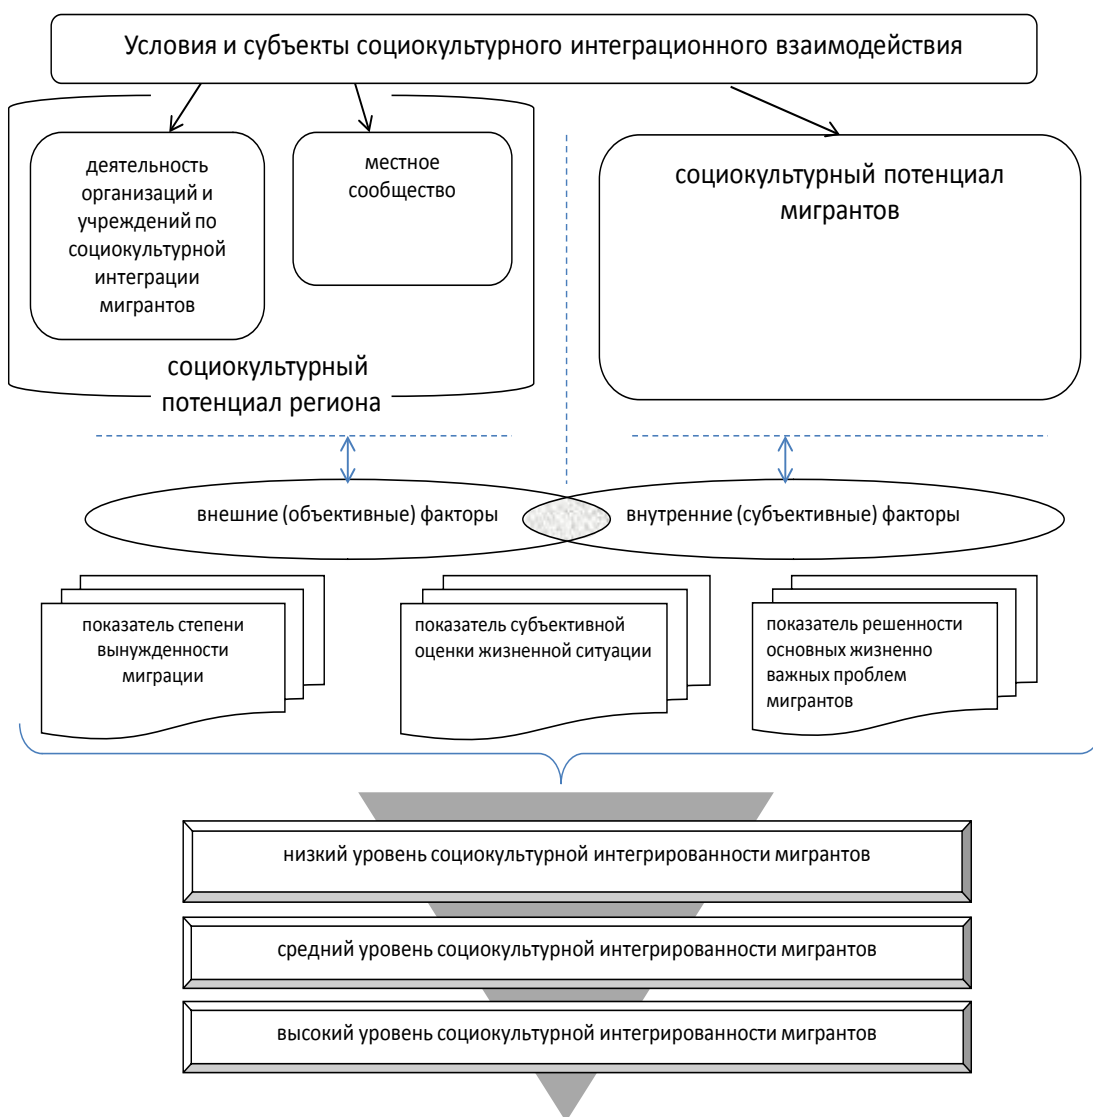 Условия и субъекты социокультурного интеграционного взаимодействия
деятельность
организаций и
учреждений по
социокультурной
интеграции
мигрантов
местное
сообщество
социокультурный
потенциал региона
социокультурный потенциал
мигрантов
внешние (объективные) факторы
внутренние (субъективные) факторы
показатель степени
вынужденности
миграции
показатель субъективной
оценки жизненной ситуации
показатель решенности
основных жизненно
важных проблем
мигрантов
низкий уровень социокультурной интегрированности мигрантов
средний уровень социокультурной интегрированности мигрантов
высокий уровень социокультурной интегрированности мигрантов